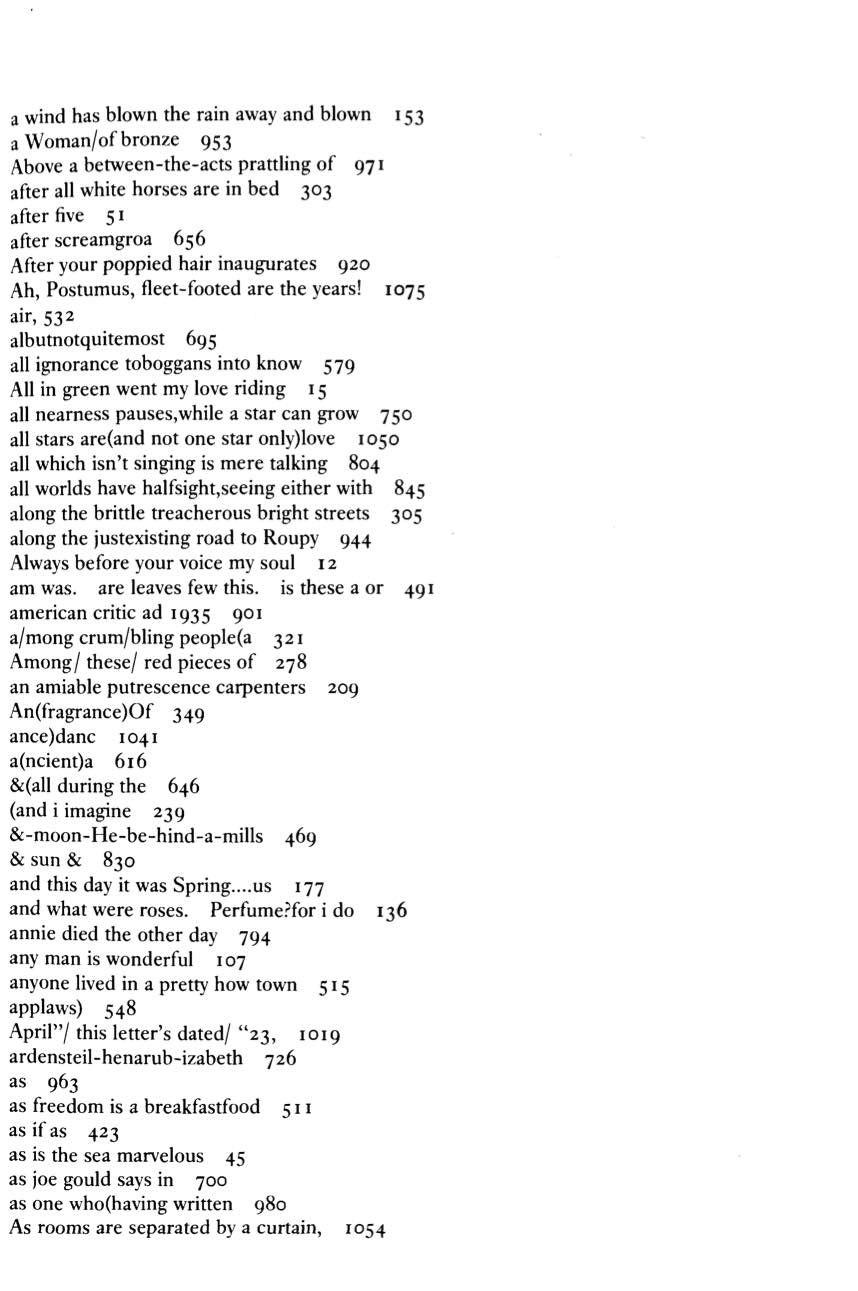 a wind has blown the rain away and blown 153
a Woman/of bronze 953
Above a between-the-acts prattling of 971
after all white horses are in bed 303
after five 51
after screamgroa 656
After your poppied hair inaugurates 920
Ah, Postumus, fleet-footed are the years! 1075
air, 532
albutnotquitemost 695
all ignorance toboggans into know 579
All in green went my love riding 15
all nearness pauses,while a star can grow 750
all stars are(and not one star only)love 1050
all which isn't singing is mere talking 804
all worlds have halfsight,seeing either with 845
along the brittle treacherous bright streets 305
along the justexisting road to Roupy 944
Always before your voice my soul 12
am was. are leaves few this. is these a or 491
american critic ad 1935 901
a/mong crum/bling people(a 321
Among/ these/ red pieces of 278
an amiable putrescence carpenters 209
An(fragrance)Of 349
ance)danc 1041
a(ncient)a 616
&(all during the 646
(and i imagine 239
&-moon-He-be-hind-a-mills 469
& sun & 830
and this day it was Spring....us 177
and what were roses. Perfume?for i do 136
annie died the other day 794
any man is wonderful 107
anyone lived in a pretty how town 515
applaws) 548
April"/ this letter's dated/ "23, 1019
ardensteil-henarub-izabeth 726
as 963
as freedom is a breakfastfood 511
as if as 423
as is the sea marvelous 45
as joe gould says in 700
as one who(having written 980
As rooms are separated by a curtain, 1054